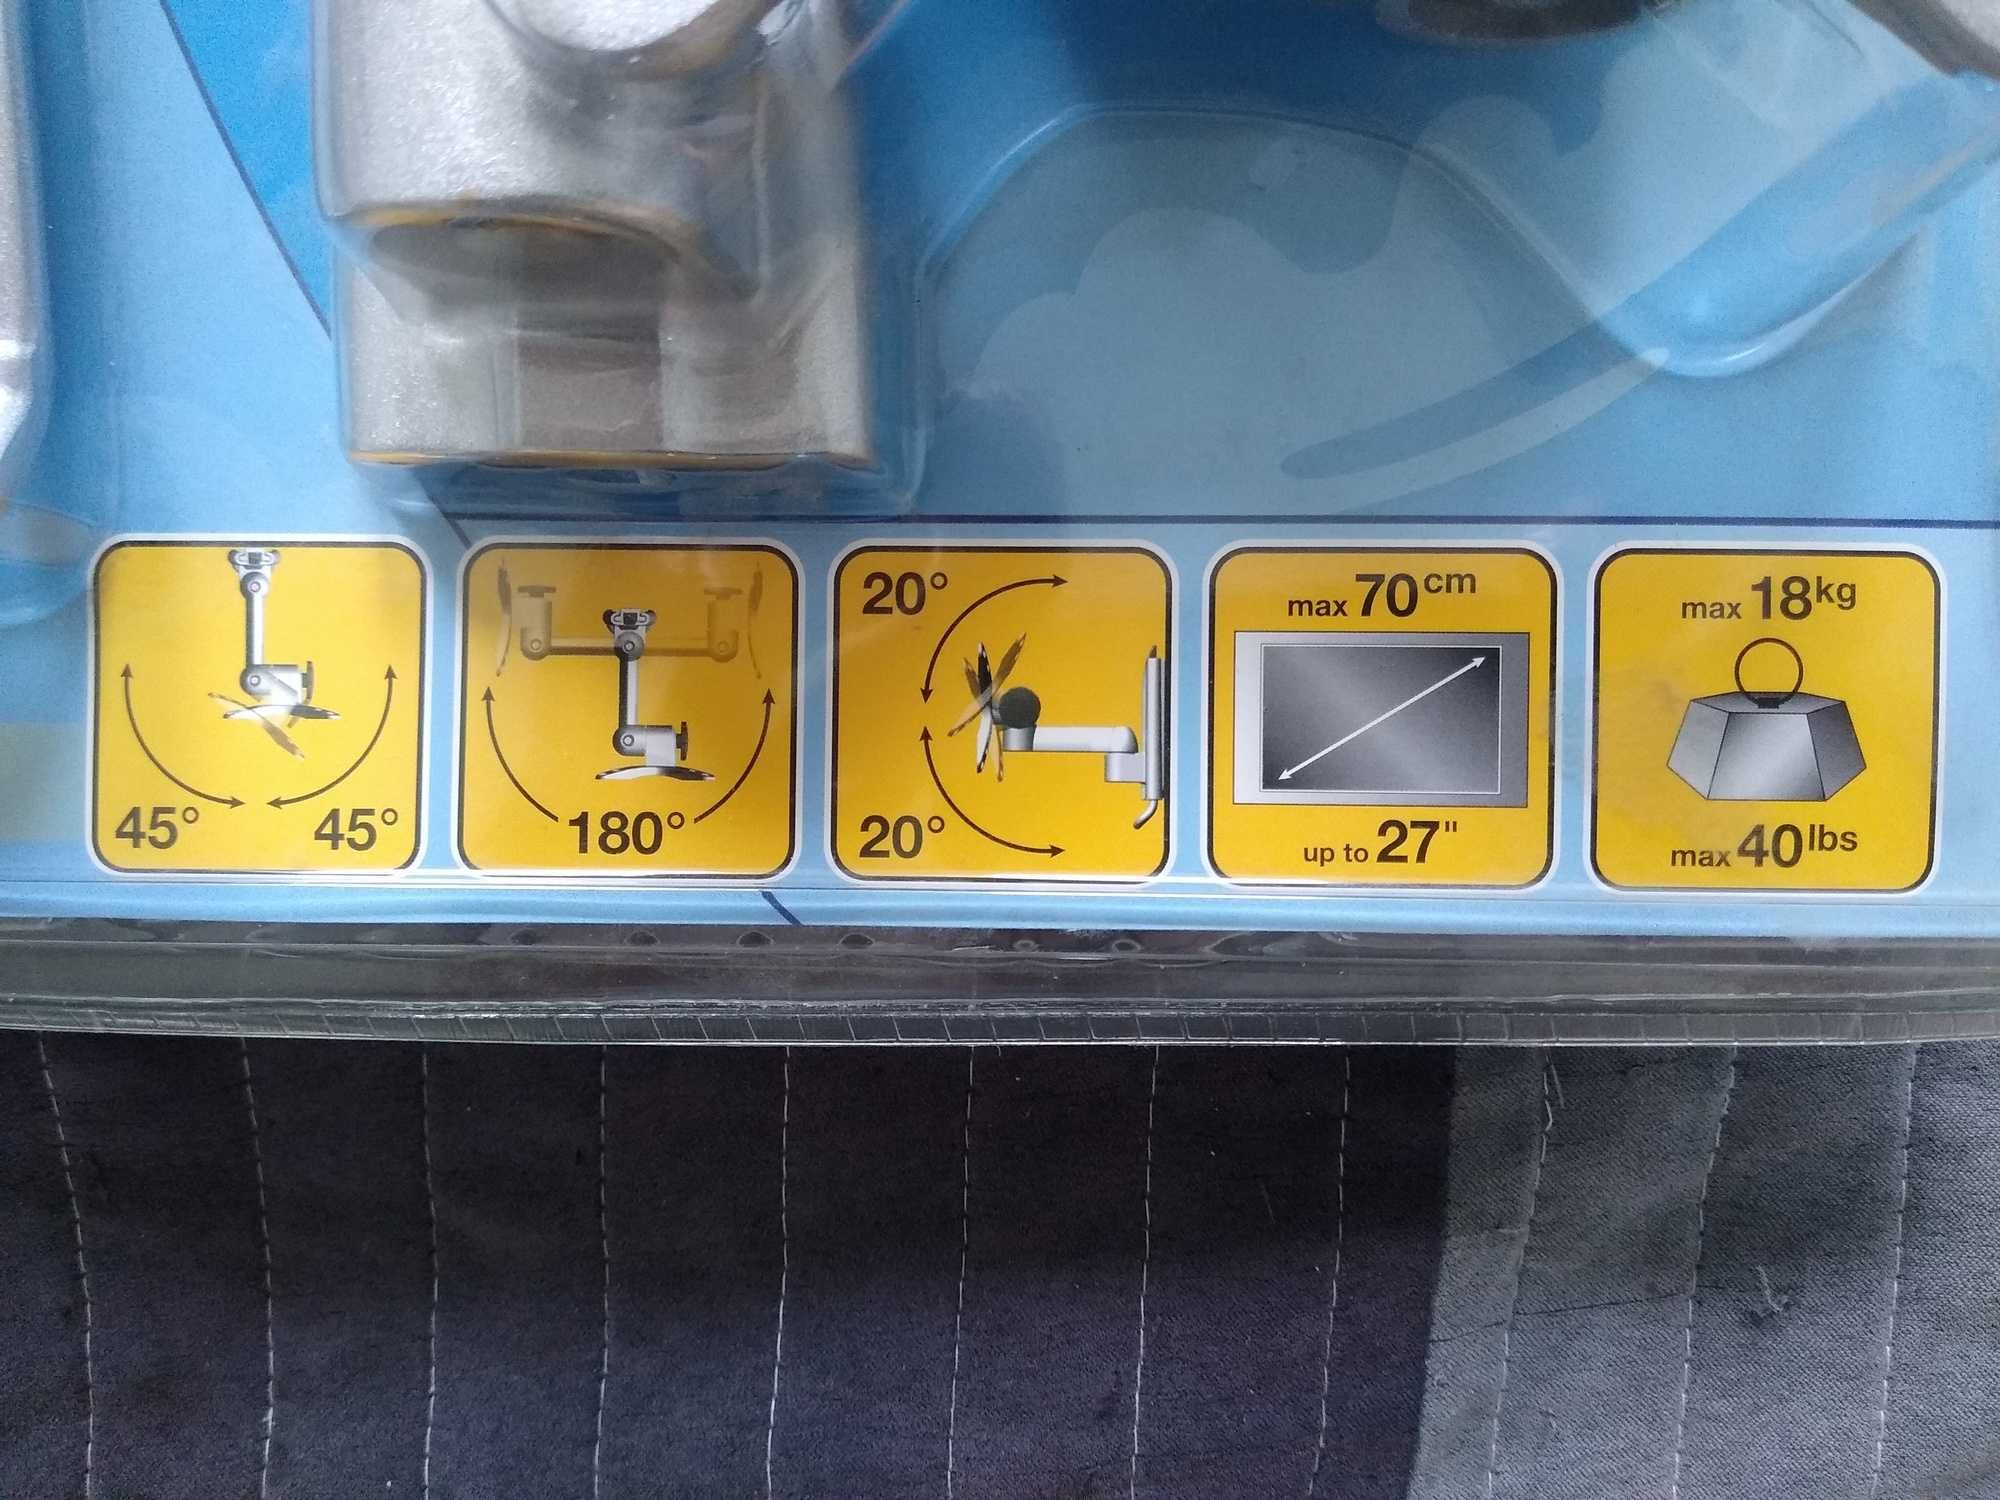 45° 45°
180°
20°
20°
max 70cm
up to 27"
max 18kg
max 40lbs